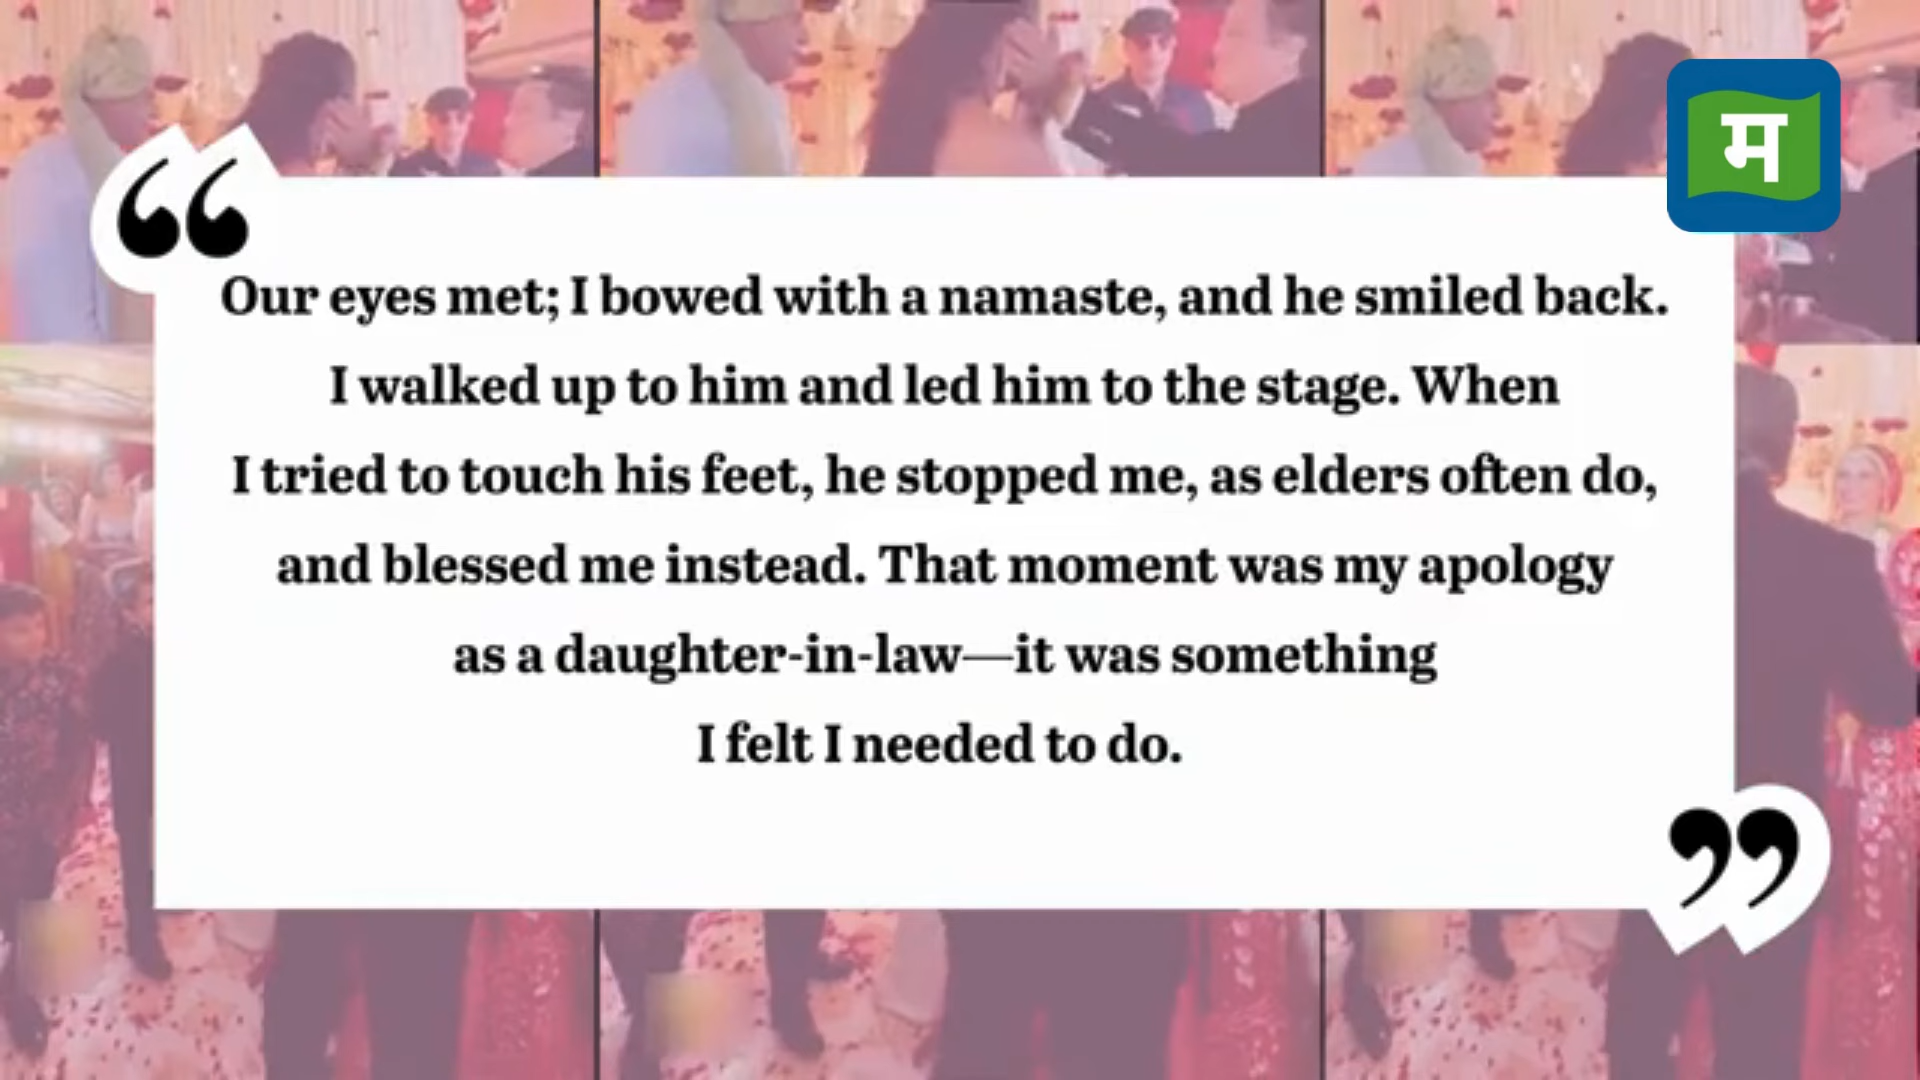 म
“
Our eyes met; I bowed with a namaste, and he smiled back.
I walked up to him and led him to the stage. When
I tried to touch his feet, he stopped me, as elders often do,
and blessed me instead. That moment was my apology
as a daughter-in-law—it was something
I felt I needed to do.
”